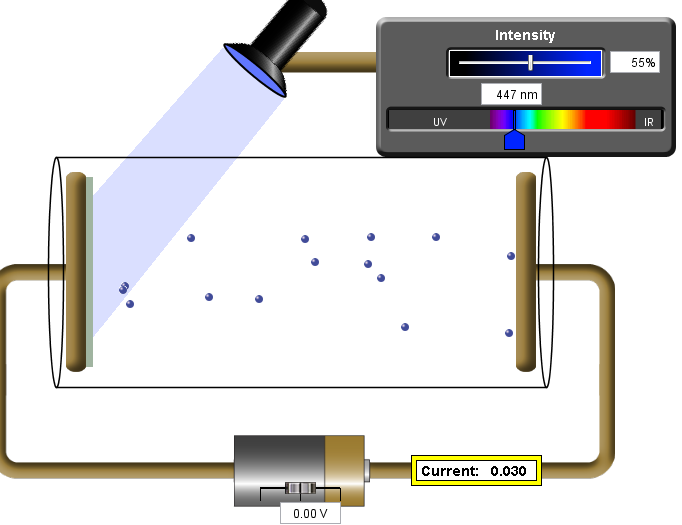 Intensity
55%
447 nm
UV
IR
Current: 0.030
0.00 V